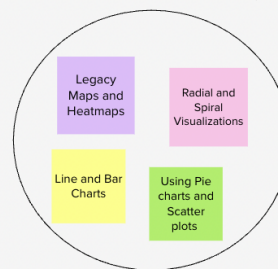 Legacy
Maps and
Heatmaps
Radial and
Spiral
Visualizations
Line and Bar
Charts
Using Pie
charts and
Scatter
plots